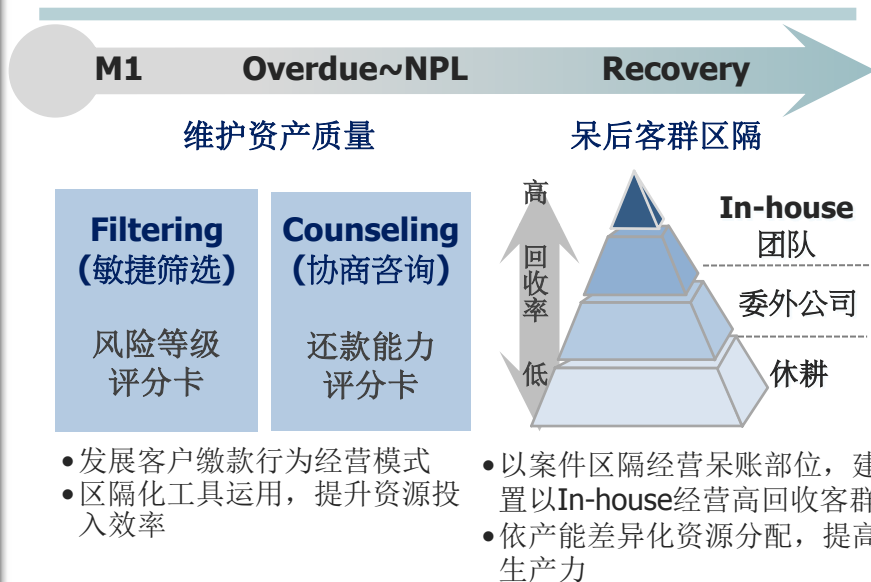 M1 Overdue~NPL Recovery
维护资产质量
Filtering
(敏捷筛选)
风险等级
评分卡
Counseling
(协商咨询)
还款能力
评分卡
•发展客户缴款行为经营模式
•区隔化工具运用，提升资源投
入效率
呆后客群区隔
高
回
收
率
低
In-house
团队
委外公司
休耕
•以案件区隔经营呆账部位，建
置以In-house经营高回收客群
•依产能差异化资源分配，提高
生产力